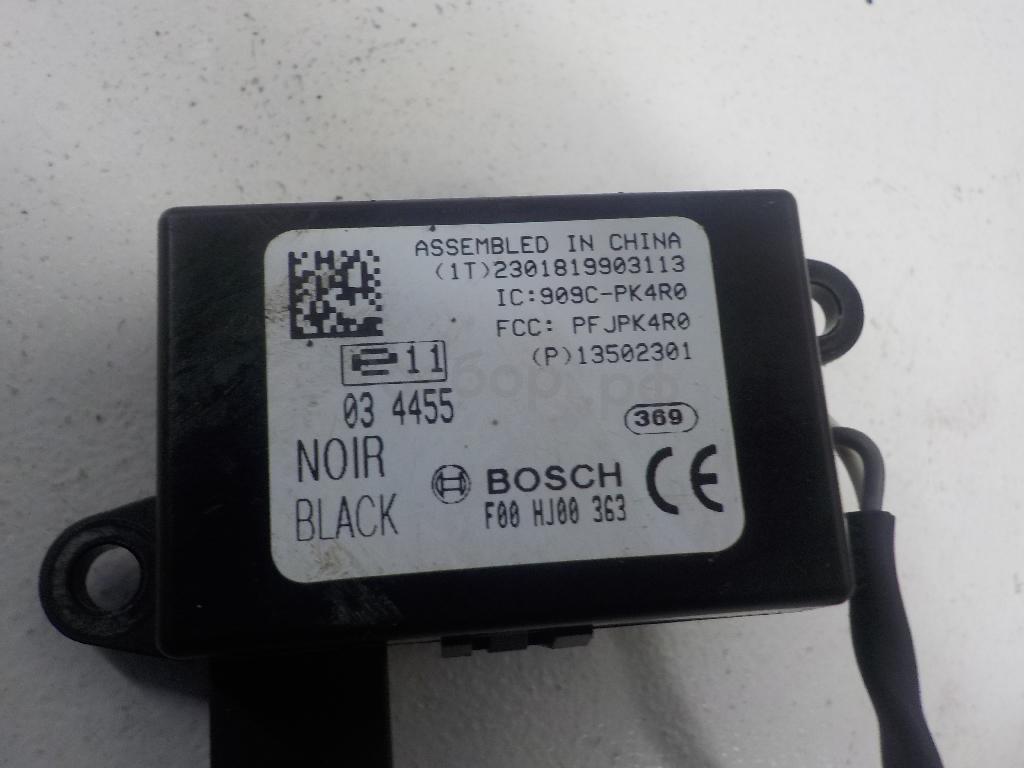 ASSEMBLED IN CHINA
(1T)2301819903113
IC:909C-PK4R0
FCC: PFJPK4R0
(P)13502301
e11
03 4455
369
NOIR
BLACK
BOSCH
F00 HJ00 363
CE